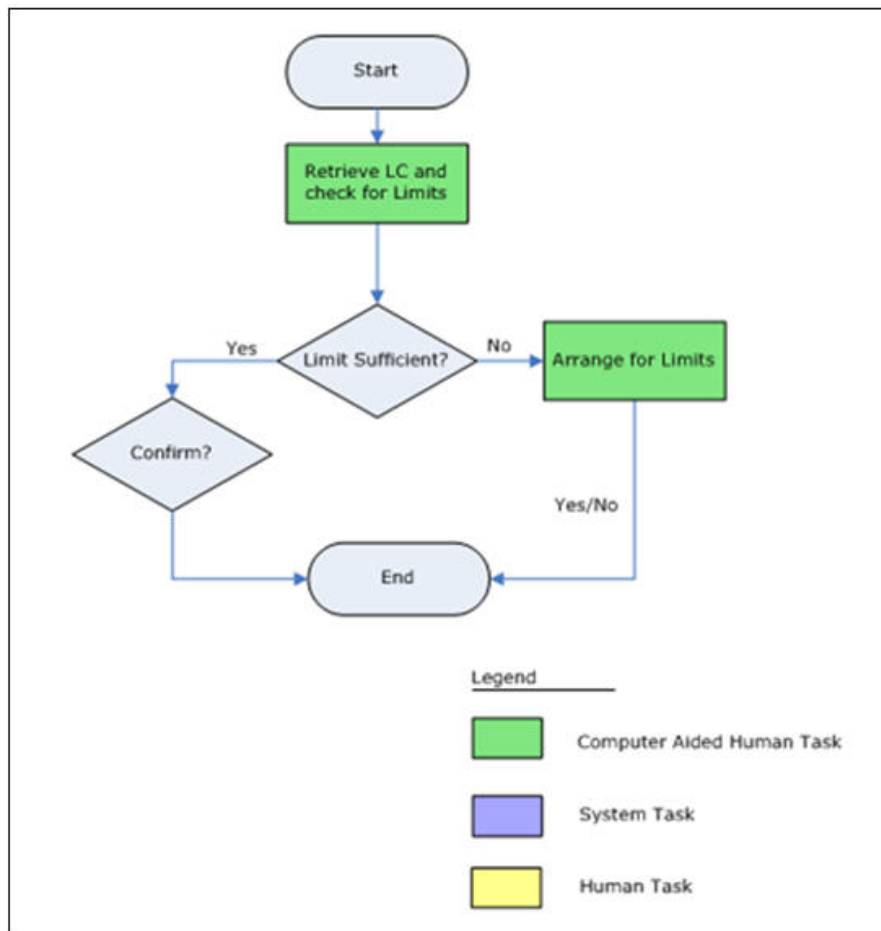 Start
Retrieve LC and
check for Limits
Limit Sufficient?
Yes
No
Arrange for Limits
Confirm?
Yes/No
End
Legend
Computer Aided Human Task
System Task
Human Task